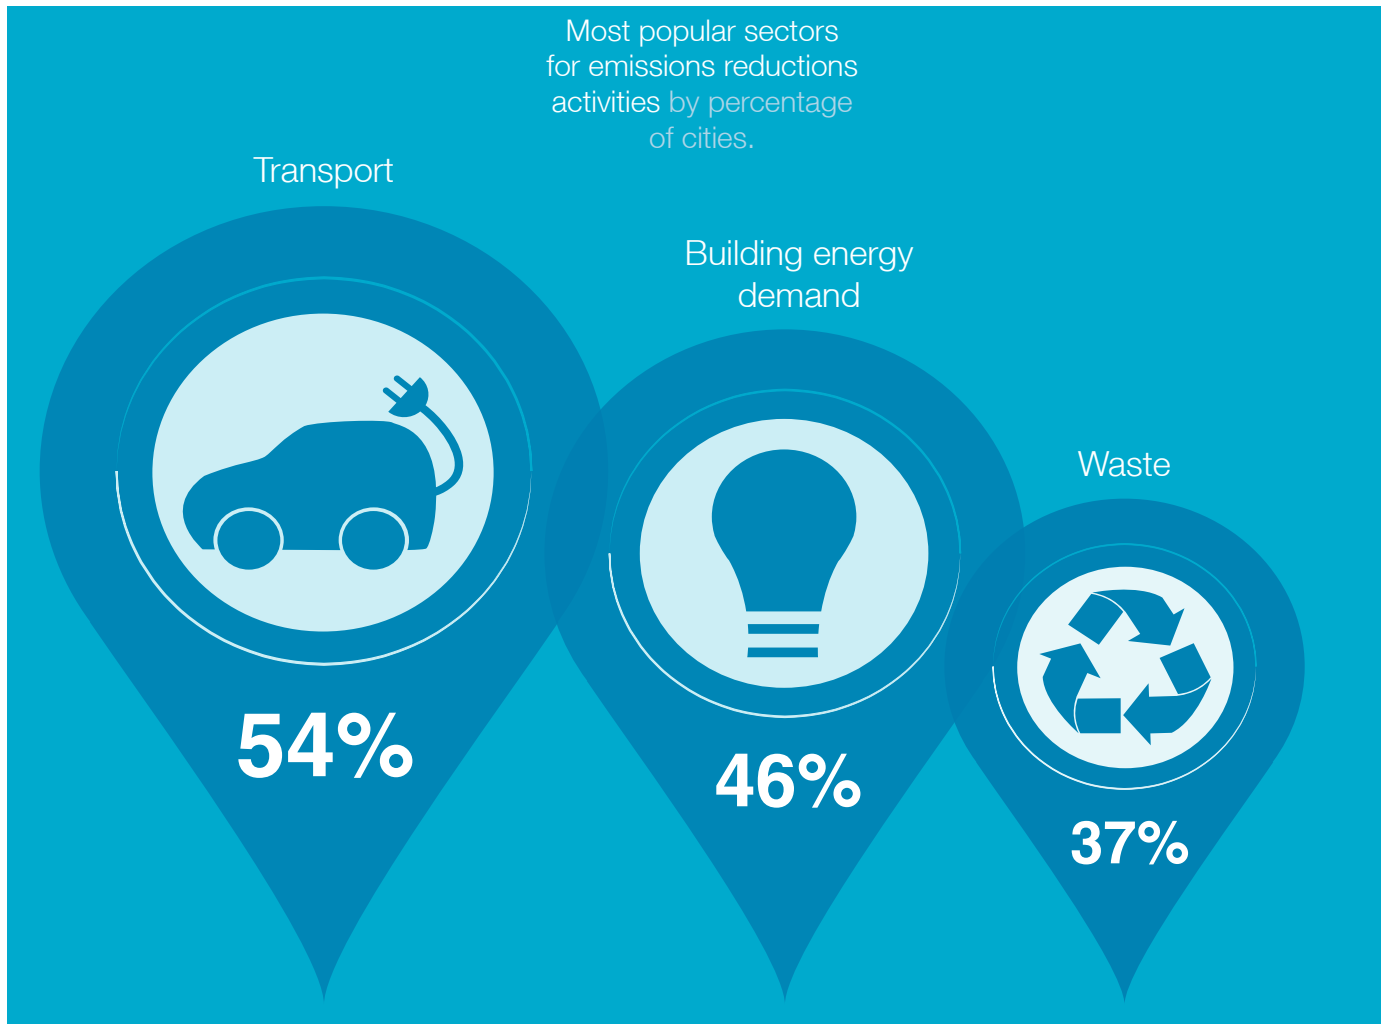 Most popular sectors
for emissions reductions
activities by percentage
of cities.
Transport
54%
Building energy
demand
46%
Waste
37%